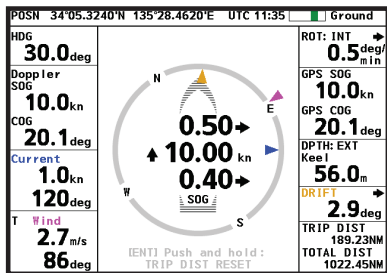 POSN 34°05.3240'N 135°28.4620'E UTC 11:35 Ground
HDG
30.0deg
Doppler
SOG
10.0kn
COG
20.1deg
Current
1.0kn
120deg
T Wind
2.7m/s
86deg
N
E
W
S
0.50
10.00 kn
0.40
SOG
[ENT] Push and hold:
TRIP DIST RESET
ROT: INT
0.5deg/min
GPS SOG
10.0kn
GPS COG
20.1deg
DPTH: EXT
Keel
56.0m
DRIFT
2.9deg
TRIP DIST
189.23NM
TOTAL DIST
1022.45NM